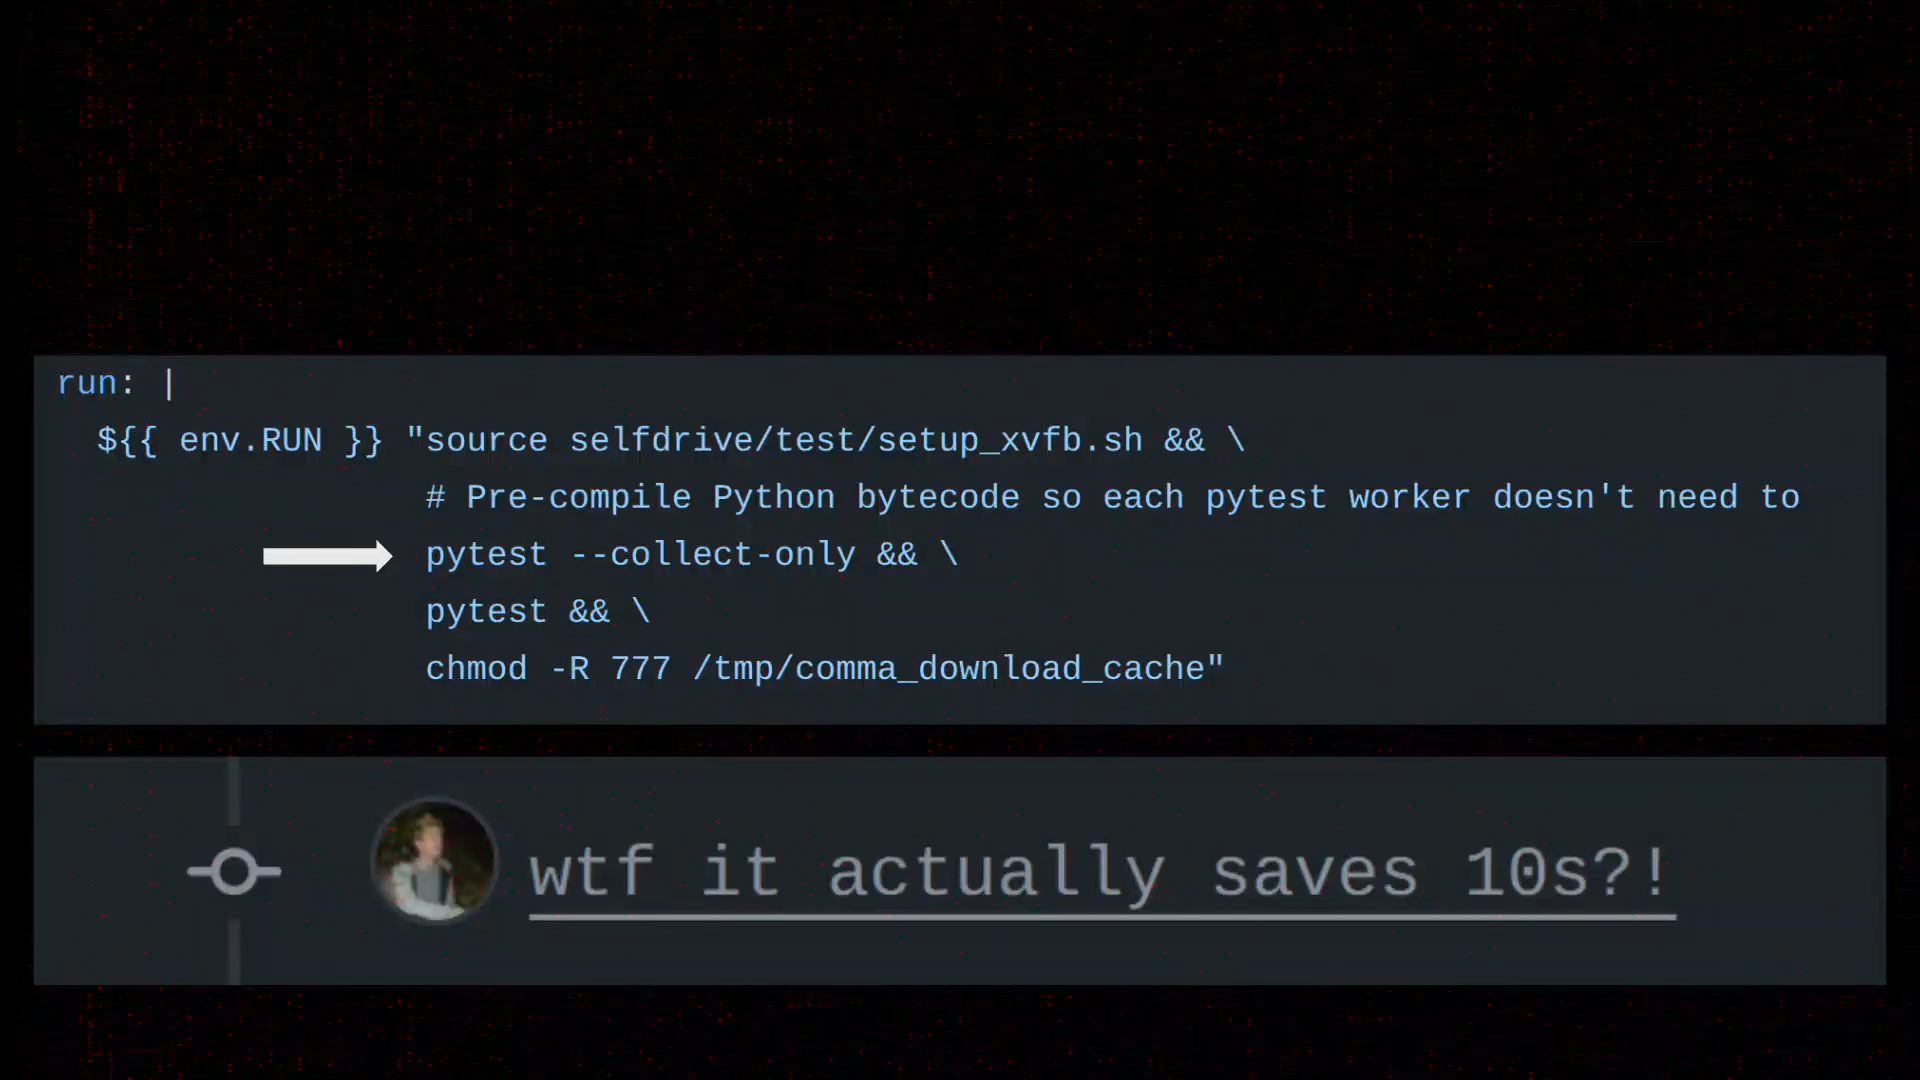 run: |
${{ env.RUN }} "source selfdrive/test/setup_xvfb.sh && \
# Pre-compile Python bytecode so each pytest worker doesn't need to
pytest --collect-only && \
pytest && \
chmod -R 777 /tmp/comma_download_cache"
wtf it actually saves 10s?!